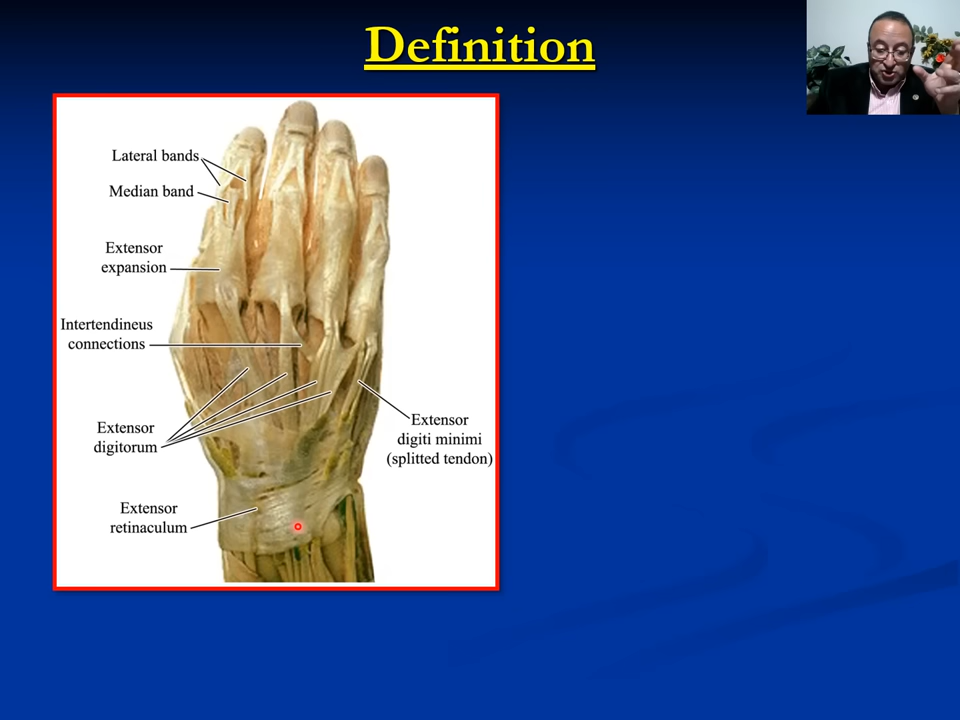 Definition
Lateral bands
Median band
Extensor
expansion
Intertendineus
connections
Extensor
digitorum
Extensor
digiti minimi
(splitted tendon)
Extensor
retinaculum